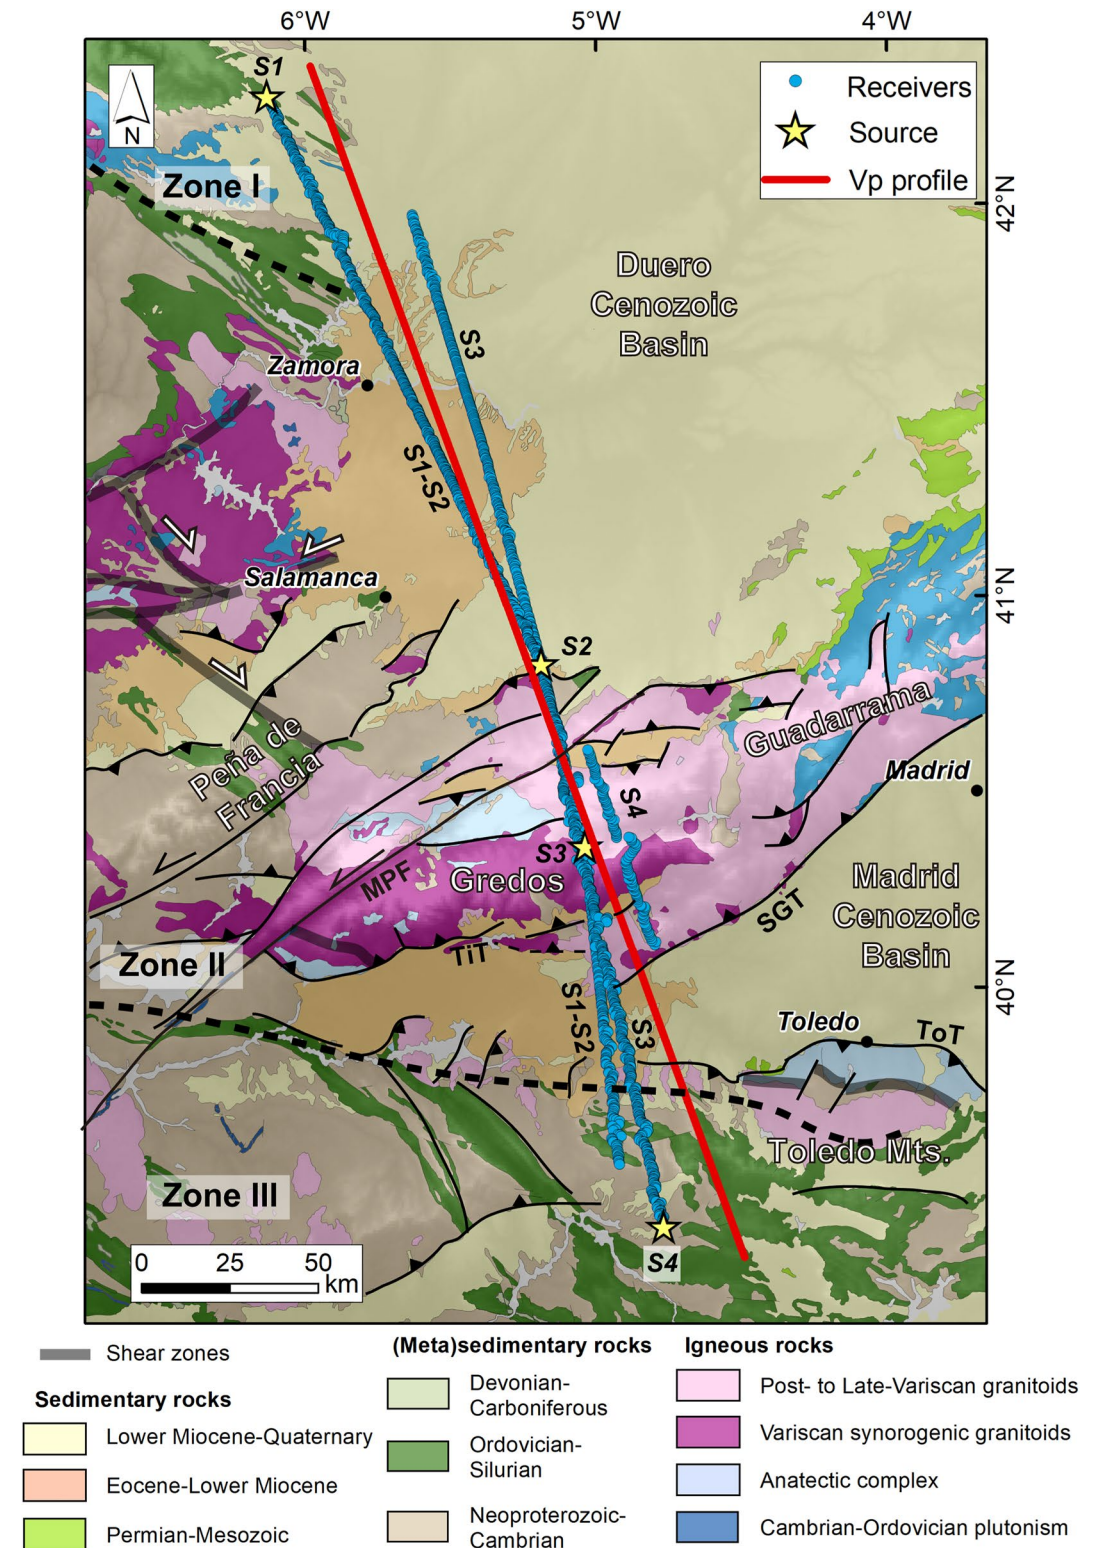 6°W
5°W
4°W
S1
N
Receivers
Source
Vp profile
Zone I
42°N
Duero
Cenozoic
Basin
S3
Zamora
S1-S2
Salamanca
41°N
S2
Peña de
Francia
Guadarrama
Madrid
S4
S3
MPF
Gredos
Madrid
Cenozoic
Basin
SGT
TiT
Zone II
40°N
S1-S2
S3
Toledo
ToT
Toledo Mts.
Zone III
0 25 50
km
S4
Shear zones
Sedimentary rocks
Lower Miocene-Quaternary
Eocene-Lower Miocene
Permian-Mesozoic
(Meta)sedimentary rocks
Devonian-
Carboniferous
Ordovician-
Silurian
Neoproterozoic-
Cambrian
Igneous rocks
Post- to Late-Variscan granitoids
Variscan synorogenic granitoids
Anatectic complex
Cambrian-Ordovician plutonism